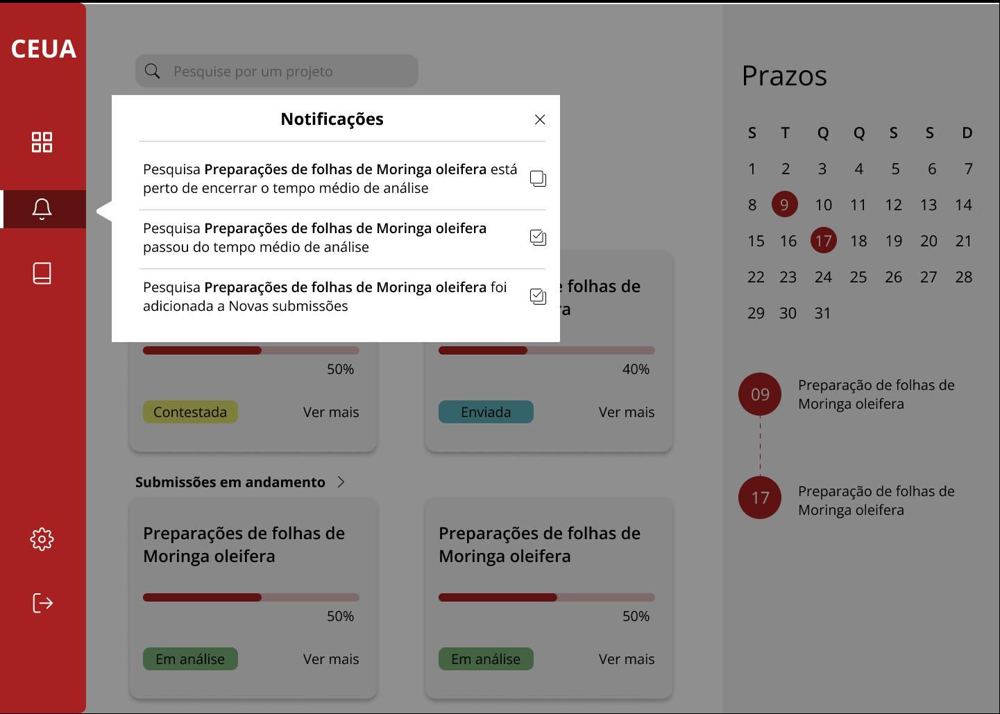 CEUA
Pesquise por um projeto
Notificações
Pesquisa Preparações de folhas de Moringa oleifera está
perto de encerrar o tempo médio de análise
Pesquisa Preparações de folhas de Moringa oleifera
passou do tempo médio de análise
Pesquisa Preparações de folhas de Moringa oleifera foi
adicionada a Novas submissões
50%
Contestada
Ver mais
folhas de
ra
40%
Enviada
Ver mais
Submissões em andamento
Preparações de folhas de
Moringa oleifera
50%
Em análise
Ver mais
Preparações de folhas de
Moringa oleifera
50%
Em análise
Ver mais
Prazos
S T Q Q S S D
1 2 3 4 5 6 7
8 9 10 11 12 13 14
15 16 17 18 19 20 21
22 23 24 25 26 27 28
29 30 31
09
Preparação de folhas de
Moringa oleifera
17
Preparação de folhas de
Moringa oleifera